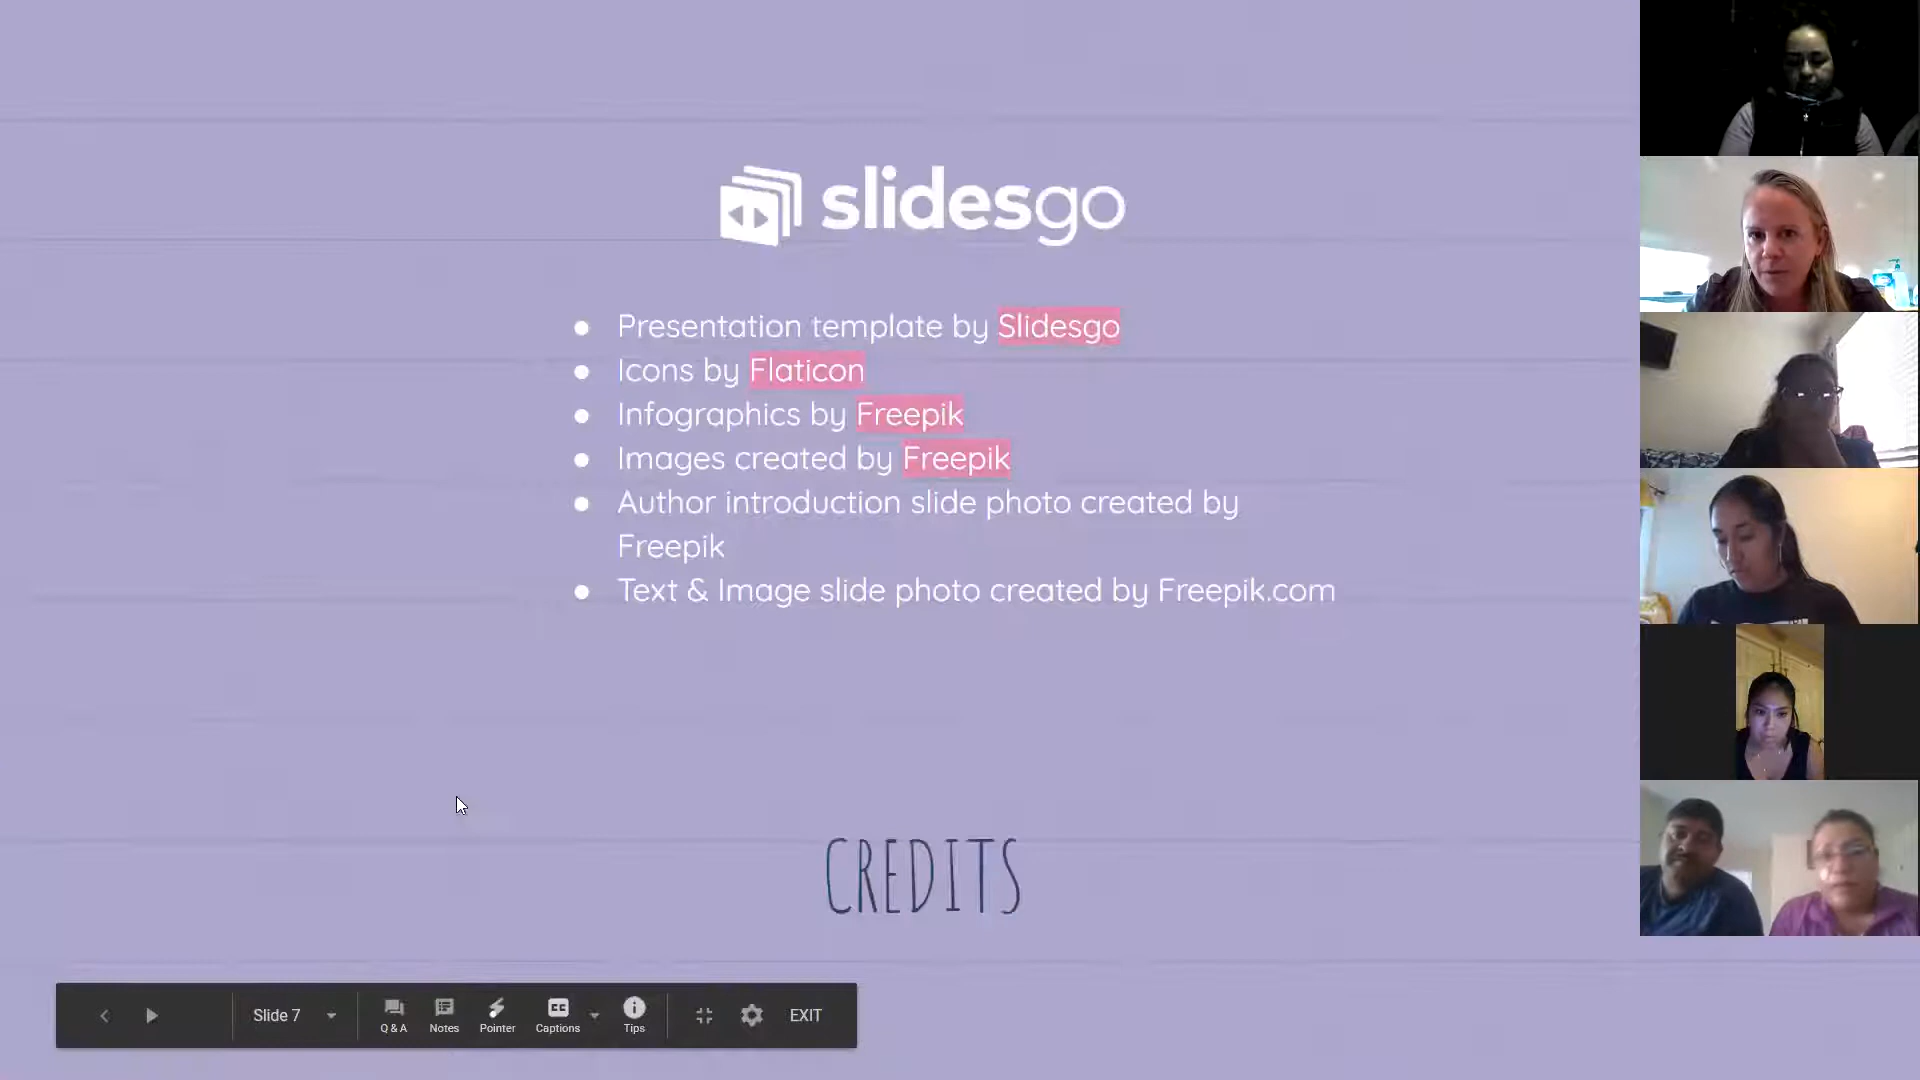 slidesgo
Presentation template by Slidesgo
Icons by Flaticon
Infographics by Freepik
Images created by Freepik
Author introduction slide photo created by
Freepik
Text & Image slide photo created by Freepik.com
CREDITS
Slide 7
Q & A
Notes
Pointer
CC
Captions
Tips
EXIT